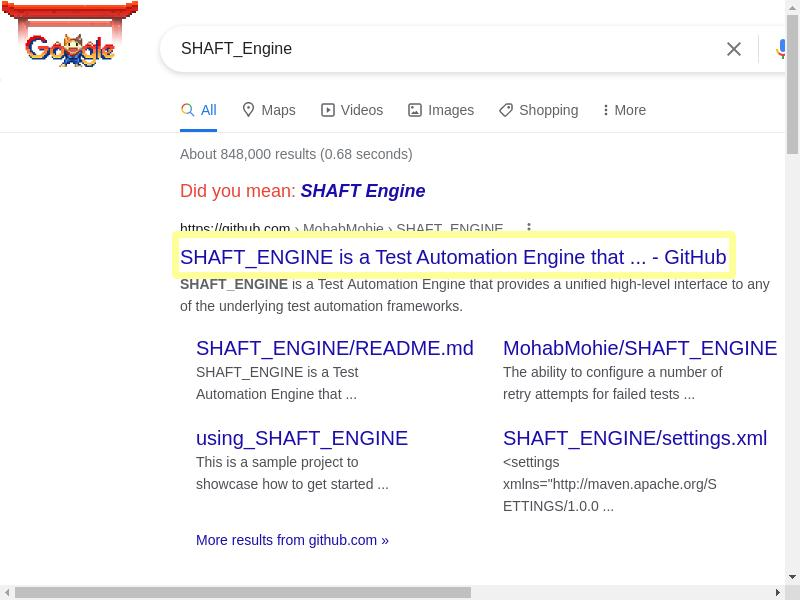 Google
SHAFT_Engine
All Maps Videos Images Shopping More
About 848,000 results (0.68 seconds)
Did you mean: SHAFT Engine
https://github.com › MohabMohie › SHAFT_ENGINE
SHAFT_ENGINE is a Test Automation Engine that ... - GitHub
SHAFT_ENGINE is a Test Automation Engine that provides a unified high-level interface to any
of the underlying test automation frameworks.
SHAFT_ENGINE/README.md
SHAFT_ENGINE is a Test
Automation Engine that ...
MohabMohie/SHAFT_ENGINE
The ability to configure a number of
retry attempts for failed tests ...
using_SHAFT_ENGINE
This is a sample project to
showcase how to get started ...
SHAFT_ENGINE/settings.xml
<settings
xmlns="http://maven.apache.org/S
ETTINGS/1.0.0 ...
More results from github.com »